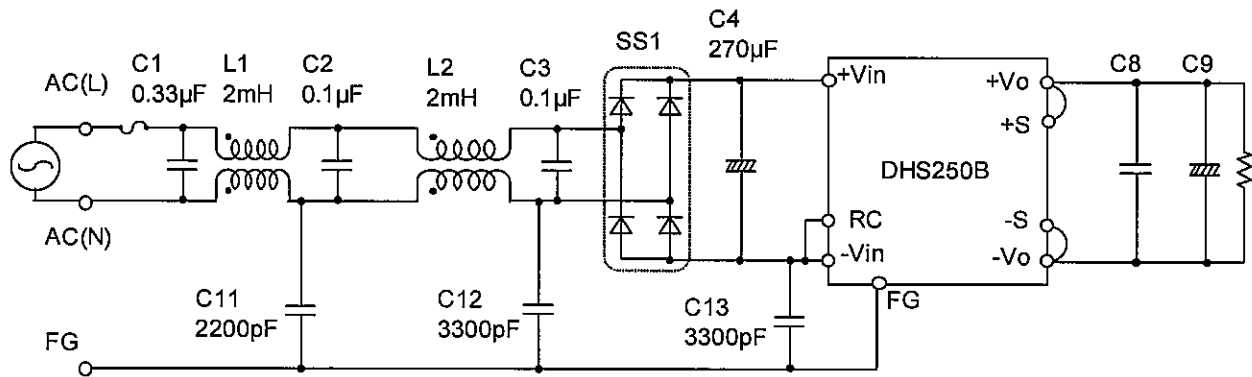 AC(L)
C1
0.33µF
L1
2mH
C2
0.1µF
L2
2mH
C3
0.1µF
SS1
C4
270µF
+Vin
+Vo
+S
C8
C9
DHS250B
RC
-Vin
-S
-Vo
AC(N)
C11
2200pF
C12
3300pF
C13
3300pF
FG
FG